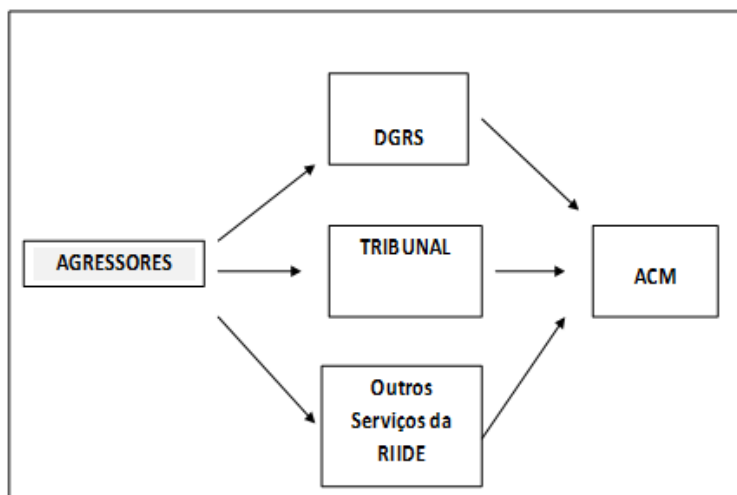 DGRS
AGRESSORES
TRIBUNAL
ACM
Outros
Serviços da
RIIDE